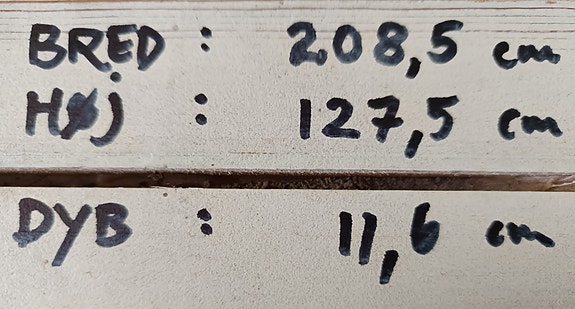 BRED : 208,5 cm
HØj : 127,5 cm
DYB : 11,6 cm